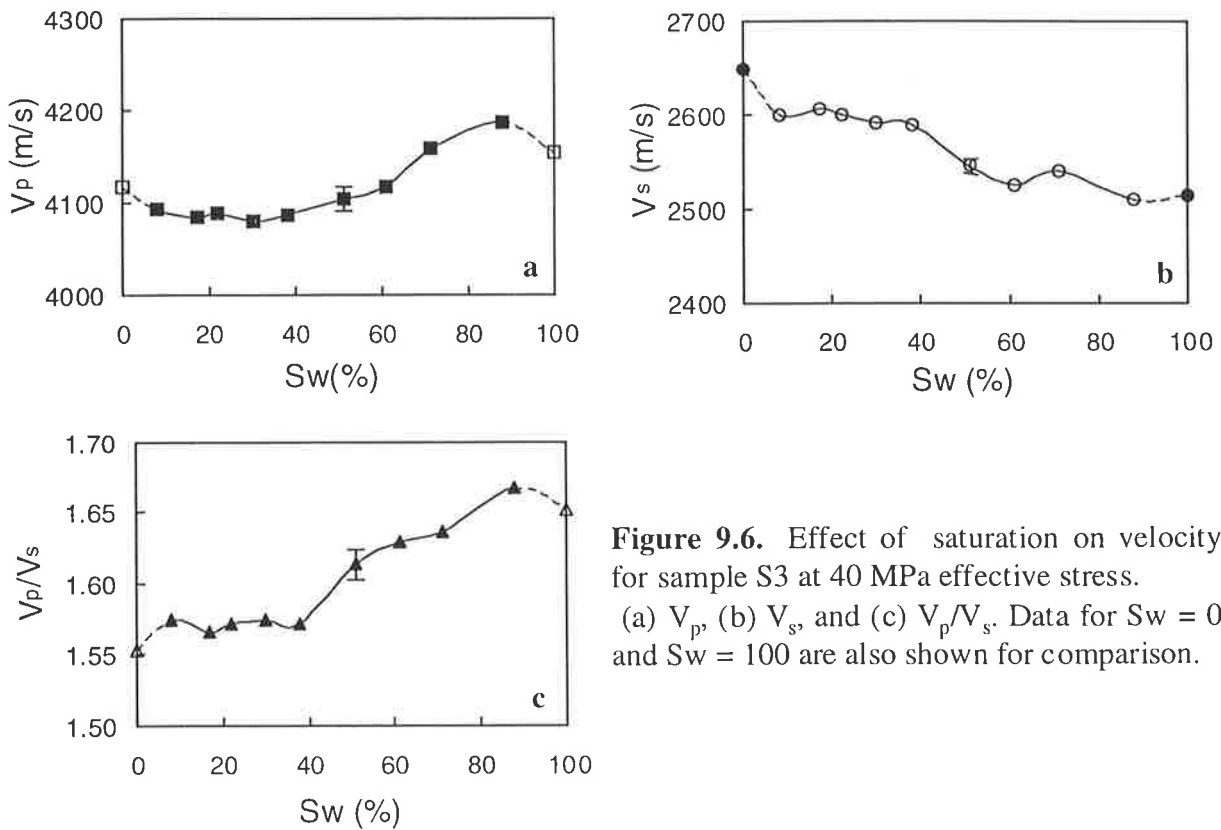 4300
4200
4100
4000
Vp (m/s)
a
0 20 40 60 80 100
Sw(%)
2700
2600
2500
2400
Vs (m/s)
b
0 20 40 60 80 100
Sw (%)
1.70
1.65
1.60
1.55
1.50
Vp/Vs
c
0 20 40 60 80 100
Sw (%)
Figure 9.6. Effect of saturation on velocity
for sample S3 at 40 MPa effective stress.
(a) Vp, (b) Vs, and (c) Vp/Vs. Data for Sw = 0
and Sw = 100 are also shown for comparison.